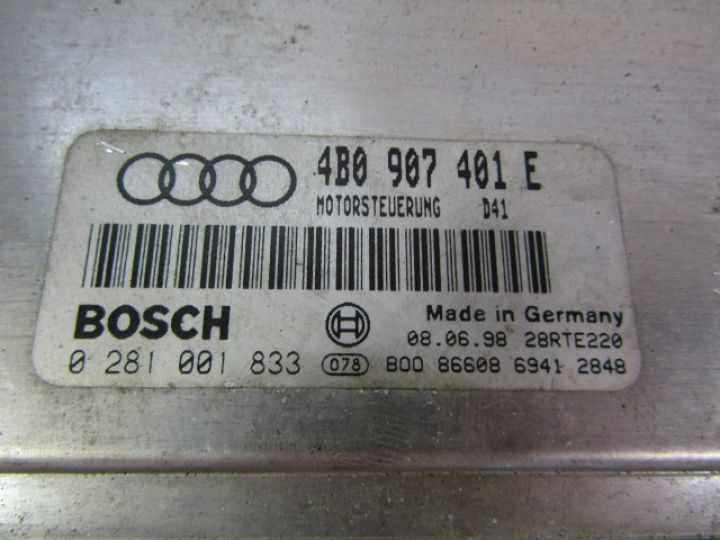 4B0 907 401 E
MOTORSTEUERUNG D41
BOSCH
Made in Germany
08.06.98 28RTE220
0 281 001 833 078 B00 86608 6941 2848